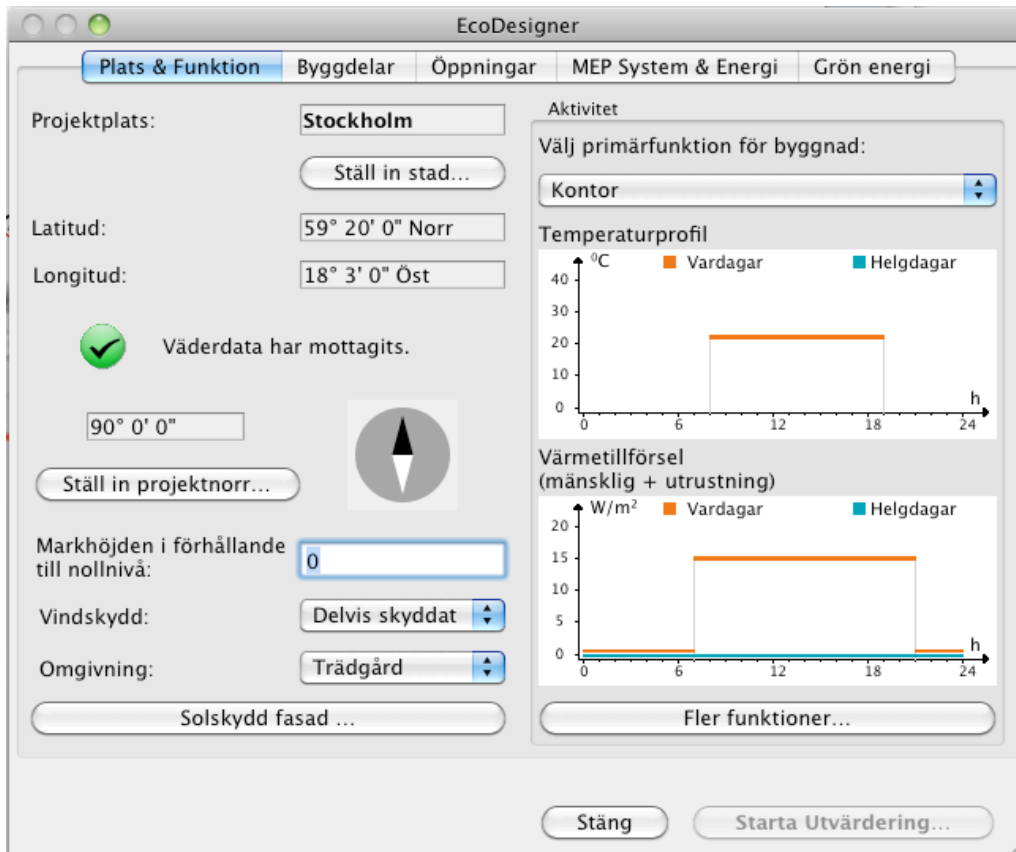 EcoDesigner
Plats & Funktion
Byggdelar
Öppningar
MEP System & Energi
Grön energi
Projektplats:
Stockholm
Ställ in stad...
Latitud:
59° 20' 0" Norr
Longitud:
18° 3' 0" Öst
Väderdata har mottagits.
90° 0' 0"
Ställ in projektnorr...
Markhöjden i förhållande
till nollnivå:
0
Vindskydd:
Delvis skyddat
Omgivning:
Trädgård
Solskydd fasad ...
Aktivitet
Välj primärfunktion för byggnad:
Kontor
Temperaturprofil
⁰C
Vardagar
Helgdagar
40
30
20
10
0
h
0 6 12 18 24
Värmetillförsel
(mänsklig + utrustning)
W/m²
Vardagar
Helgdagar
20
15
10
5
0
h
0 6 12 18 24
Fler funktioner...
Stäng
Starta Utvärdering...